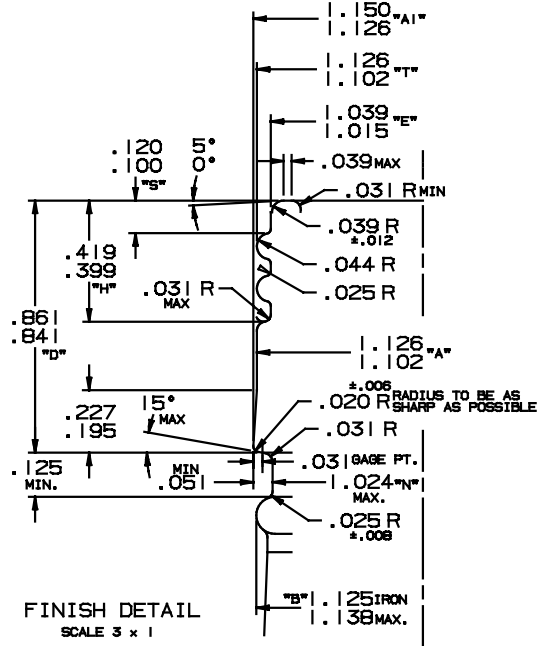 1.150 "A1"
1.126
1.126 "T"
1.102
1.039 "E"
1.015
.120 5°
.100 0°
"S"
.039 MAX
.031 R MIN
.039 R
±.012
.419
.399
"H"
.044 R
.031 R
MAX
.025 R
.861
.841
"D"
1.126 "A"
1.102
±.006
.020 R RADIUS TO BE AS
SHARP AS POSSIBLE
.227
.195
15°
MAX
.031 R
.031 GAGE PT.
.125
MIN.
MIN
.051
1.024 "N"
MAX.
.025 R
±.008
"B" 1.125 IRON
1.138 MAX.
FINISH DETAIL
SCALE 3 x 1